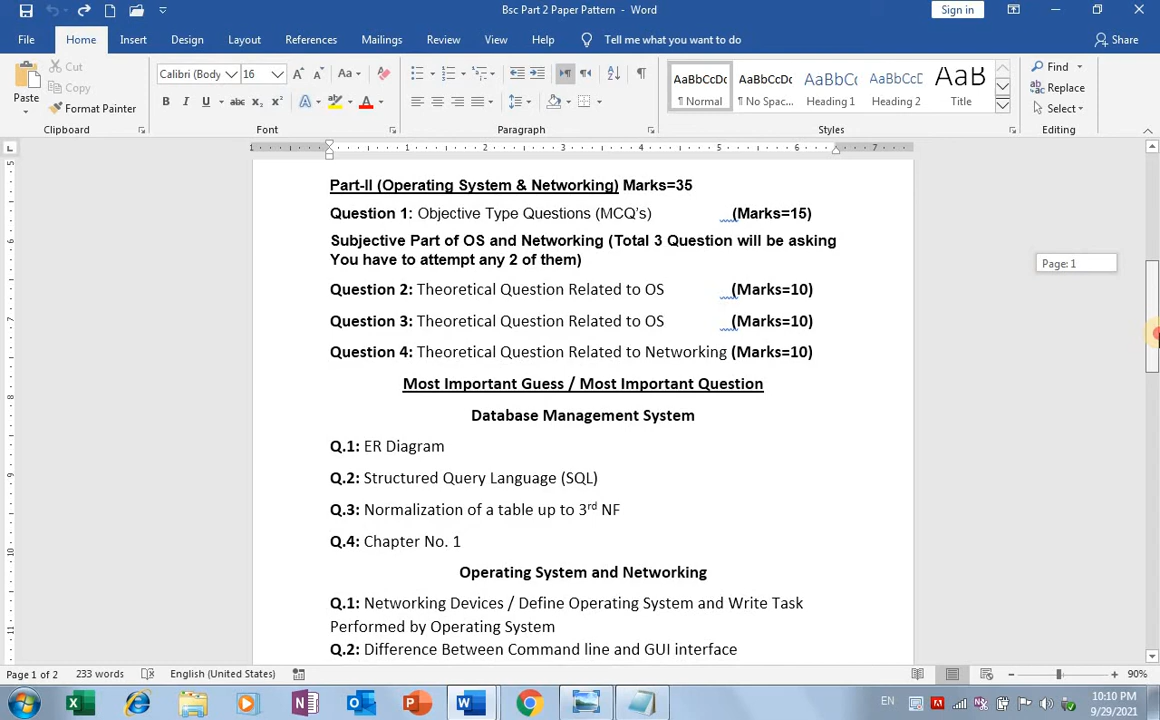 Bsc Part 2 Paper Pattern - Word
Sign in
File Home Insert Design Layout References Mailings Review View Help Tell me what you want to do Share
Paste Cut Copy Format Painter
Calibri (Body 16
AaBbCcDc AaBbCcDc AaBbCc AaBbCcE AaB
¶ Normal ¶ No Spac... Heading 1 Heading 2 Title
Find Replace Select
Clipboard Font Paragraph Styles Editing
1 1 2 3 4 5 6 7
Part-II (Operating System & Networking) Marks=35
Question 1: Objective Type Questions (MCQ's) (Marks=15)
Subjective Part of OS and Networking (Total 3 Question will be asking
You have to attempt any 2 of them)
Page: 1
Question 2: Theoretical Question Related to OS (Marks=10)
Question 3: Theoretical Question Related to OS (Marks=10)
Question 4: Theoretical Question Related to Networking (Marks=10)
Most Important Guess / Most Important Question
Database Management System
Q.1: ER Diagram
Q.2: Structured Query Language (SQL)
Q.3: Normalization of a table up to 3rd NF
Q.4: Chapter No. 1
Operating System and Networking
Q.1: Networking Devices / Define Operating System and Write Task
Performed by Operating System
Q.2: Difference Between Command line and GUI interface
Page 1 of 2 233 words English (United States) 90%
EN 10:10 PM
9/29/2021